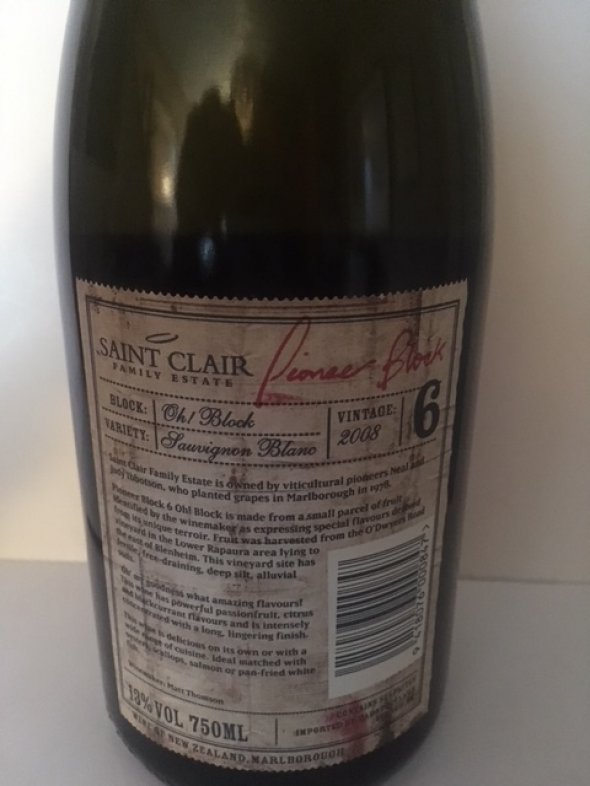 SAINT CLAIR
FAMILY ESTATE
Pioneer Block
BLOCK: Oh! Block
VARIETY: Sauvignon Blanc
VINTAGE: 2008
6
Saint Clair Family Estate is owned by viticultural pioneers Neal and
Judy Ibbotson, who planted grapes in Marlborough in 1978.
Pioneer Block 6 Oh! Block is made from a small parcel of fruit
identified by the winemaker as expressing special flavours derived
from its unique terroir. Fruit was harvested from the O'Dwyers Road
vineyard in the Lower Rapaura area lying to
the east of Blenheim. This vineyard site has
fertile, free-draining, deep silt, alluvial
soils.
Oh, my goodness what amazing flavours!
This wine has powerful passionfruit, citrus
and blackcurrant flavours and is intensely
concentrated with a long, lingering finish.
This wine is delicious on its own or with a
wide range of cuisine. Ideal matched with
oysters, scallops, salmon or pan-fried white
fish.
Winemaker: Matt Thomson
13% VOL 750ML
WINE OF NEW ZEALAND, MARLBOROUGH
CONTAINS SULPHITES
IMPORTED BY